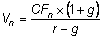 Vₙ = CFₙ × (1 + g) / r − g